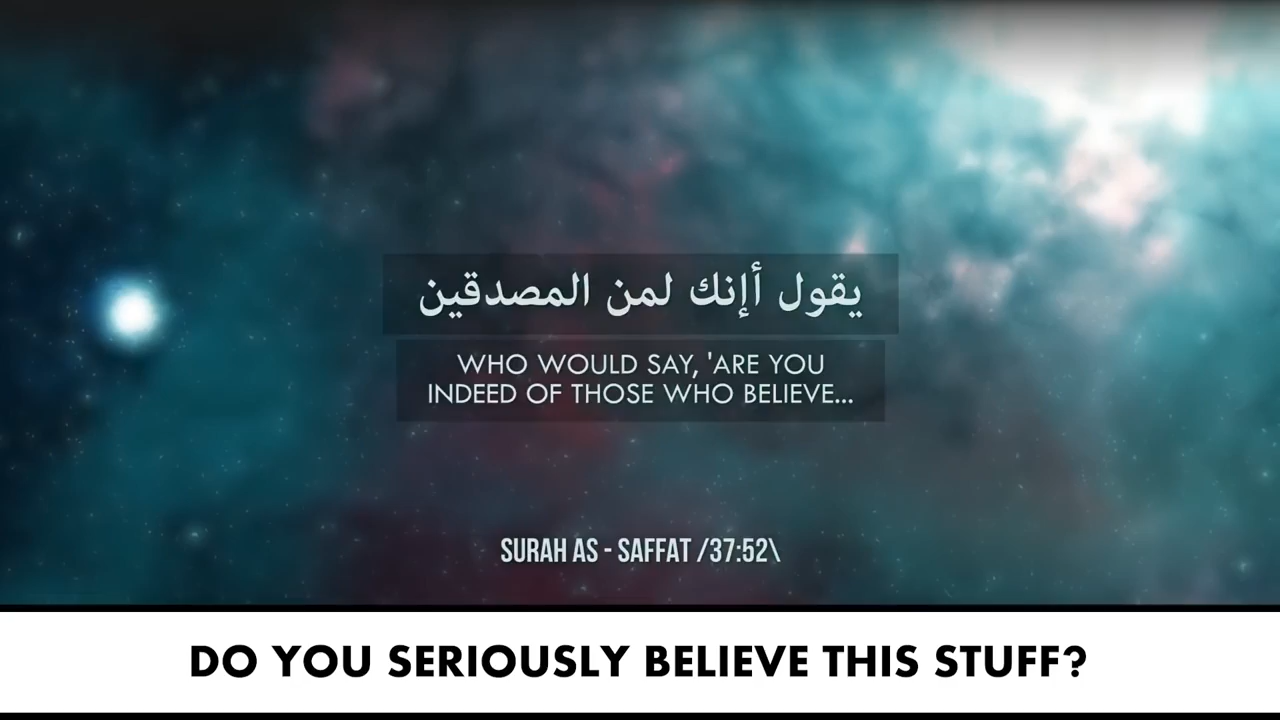 يقول أإنك لمن المصدقين
WHO WOULD SAY, 'ARE YOU
INDEED OF THOSE WHO BELIEVE...
SURAH AS - SAFFAT /37:52\
DO YOU SERIOUSLY BELIEVE THIS STUFF?